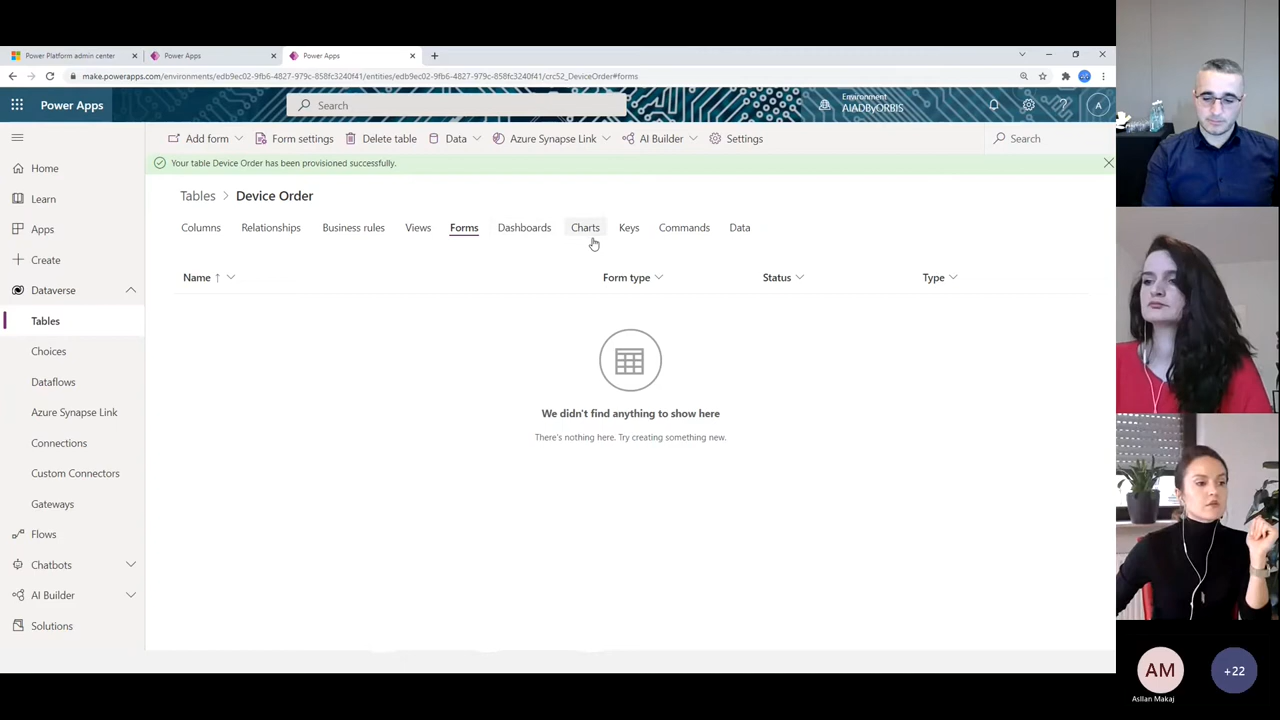 Power Platform admin center
Power Apps
Power Apps
make.powerapps.com/environments/edb9ec02-9fb6-4827-979c-858fc3240f41/entities/edb9ec02-9fb6-4827-979c-858fc3240f41/crc52_DeviceOrder#forms
Power Apps
Search
Environment
AIADByORBIS
A
Add form
Form settings
Delete table
Data
Azure Synapse Link
AI Builder
Settings
Search
Your table Device Order has been provisioned successfully.
Home
Learn
Apps
Create
Dataverse
Tables
Choices
Dataflows
Azure Synapse Link
Connections
Custom Connectors
Gateways
Flows
Chatbots
AI Builder
Solutions
Tables > Device Order
Columns
Relationships
Business rules
Views
Forms
Dashboards
Charts
Keys
Commands
Data
Name ↑
Form type
Status
Type
We didn't find anything to show here
There's nothing here. Try creating something new.
AM
Asllan Makaj
+22